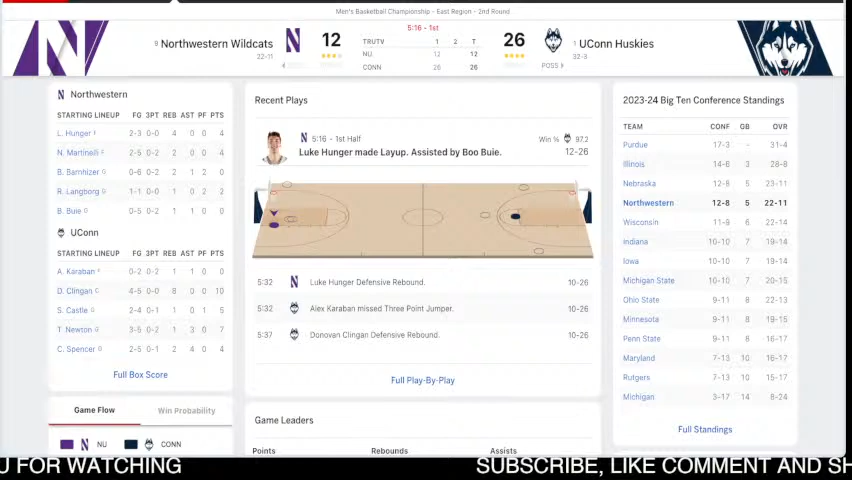 Men's Basketball Championship - East Region - 2nd Round
9 Northwestern Wildcats
22-11
12
5:16 - 1st
TRUTV 1 2 T
NU 12 12
CONN 26 26
26
POSS
1 UConn Huskies
32-3
Northwestern
STARTING LINEUP FG 3PT REB AST PF PTS
L. Hunger F 2-3 0-0 4 0 0 4
N. Martinelli F 2-5 0-2 2 0 0 4
B. Barnhizer G 0-6 0-2 2 1 2 0
R. Langborg G 1-1 0-0 1 0 2 2
B. Buie G 0-5 0-2 1 1 0 0
UConn
STARTING LINEUP FG 3PT REB AST PF PTS
A. Karaban F 0-2 0-2 1 1 0 0
D. Clingan C 4-5 0-0 8 0 0 10
S. Castle G 2-4 0-1 1 0 1 5
T. Newton G 3-5 0-2 1 3 0 7
C. Spencer G 2-5 0-1 2 4 0 4
Full Box Score
Game Flow Win Probability
NU CONN
Recent Plays
5:16 - 1st Half
Win % 97.2
Luke Hunger made Layup. Assisted by Boo Buie. 12-26
5:32 Luke Hunger Defensive Rebound. 10-26
5:32 Alex Karaban missed Three Point Jumper. 10-26
5:37 Donovan Clingan Defensive Rebound. 10-26
Full Play-By-Play
Game Leaders
Points Rebounds Assists
2023-24 Big Ten Conference Standings
TEAM CONF GB OVR
Purdue 17-3 - 31-4
Illinois 14-6 3 28-8
Nebraska 12-8 5 23-11
Northwestern 12-8 5 22-11
Wisconsin 11-9 6 22-14
Indiana 10-10 7 19-14
Iowa 10-10 7 19-14
Michigan State 10-10 7 20-15
Ohio State 9-11 8 22-13
Minnesota 9-11 8 19-15
Penn State 9-11 8 16-17
Maryland 7-13 10 16-17
Rutgers 7-13 10 15-17
Michigan 3-17 14 8-24
Full Standings
U FOR WATCHING SUBSCRIBE, LIKE COMMENT AND SH